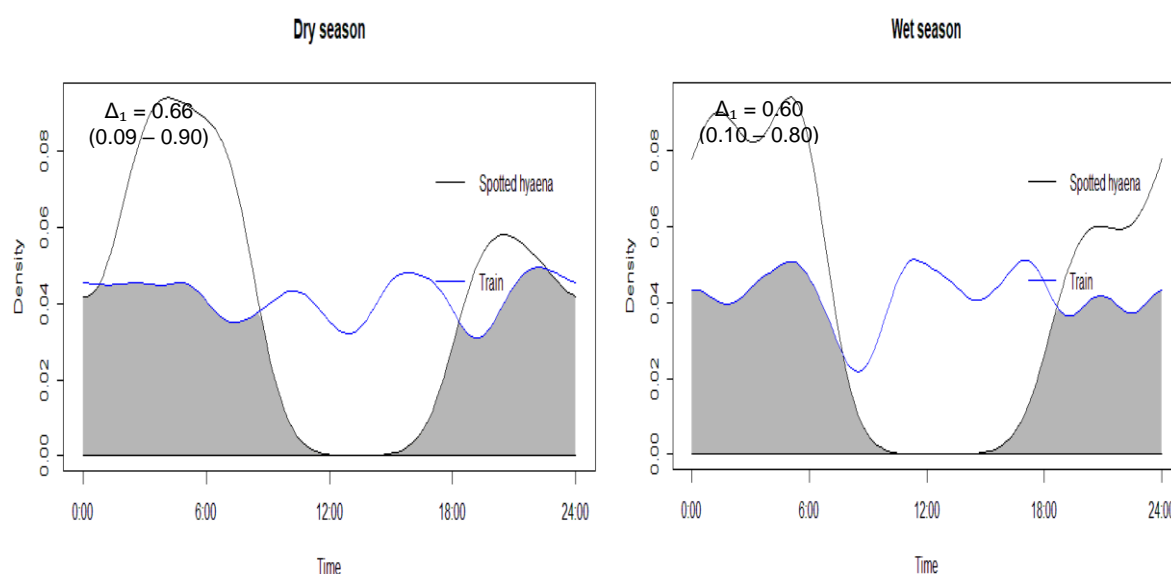 Dry season
Δ₁ = 0.66
(0.09 – 0.90)
Spotted hyaena
Train
Density
0.00
0.02
0.04
0.06
0.08
0:00
6:00
12:00
18:00
24:00
Time
Wet season
Δ₁ = 0.60
(0.10 – 0.80)
Spotted hyaena
Train
Density
0.00
0.02
0.04
0.06
0.08
0:00
6:00
12:00
18:00
24:00
Time